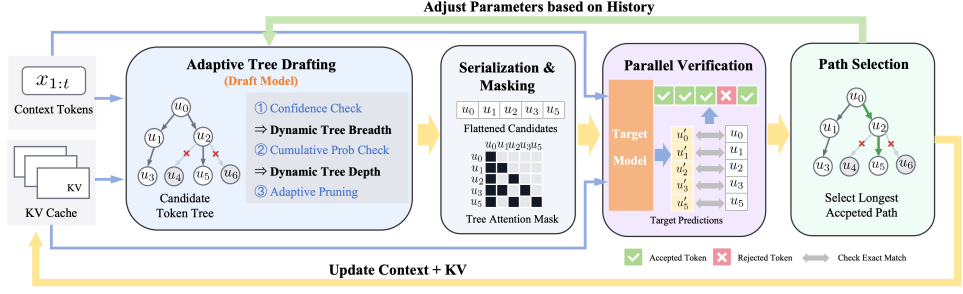 Adjust Parameters based on History
x1:t
Context Tokens
KV
KV Cache
Adaptive Tree Drafting
(Draft Model)
u0
u1
u2
u3
u4
u5
u6
Candidate
Token Tree
① Confidence Check
⇒ Dynamic Tree Breadth
② Cumulative Prob Check
⇒ Dynamic Tree Depth
③ Adaptive Pruning
Serialization &
Masking
u0 u1 u2 u3 u5
Flattened Candidates
u0 u1 u2 u3 u5
u0
u1
u2
u3
u5
Tree Attention Mask
Parallel Verification
Target
Model
u'0 u0
u'1 u1
u'2 u2
u'3 u3
u'5 u5
Target Predictions
Path Selection
u0
u1
u2
u3
u4
u5
u6
Select Longest
Accpeted Path
Accepted Token
Rejected Token
Check Exact Match
Update Context + KV